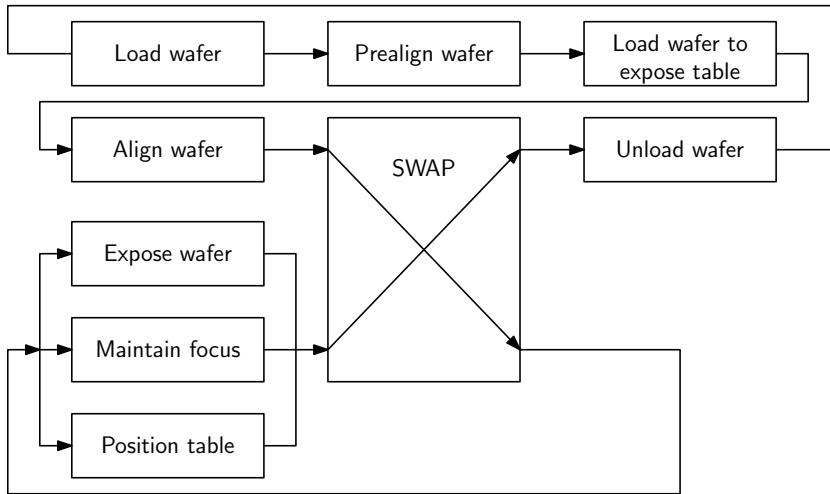 Load wafer
Prealign wafer
Load wafer to
expose table
Align wafer
SWAP
Unload wafer
Expose wafer
Maintain focus
Position table